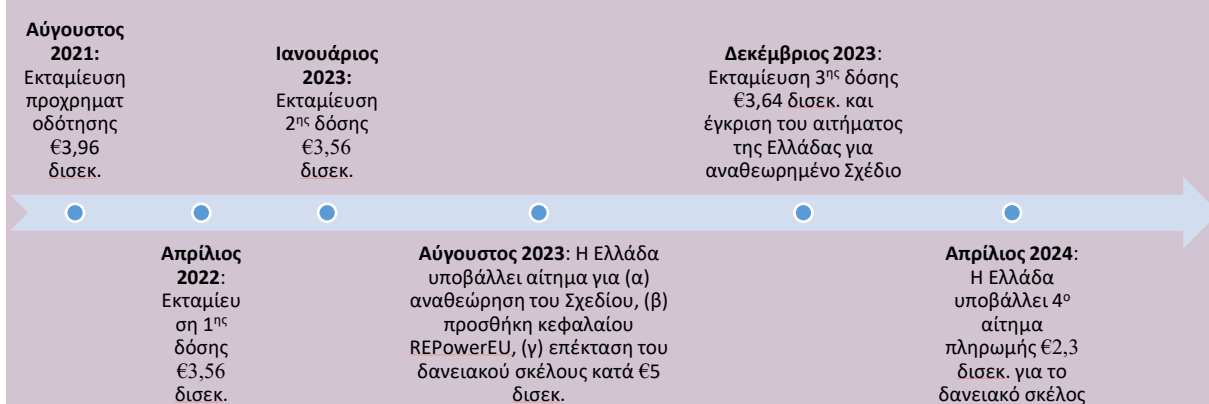 Αύγουστος
2021:
Εκταμίευση
προχρηματ
οδότησης
€3,96
δισεκ.
Απρίλιος
2022:
Εκταμίευ
ση 1ης
δόσης
€3,56
δισεκ.
Ιανουάριος
2023:
Εκταμίευση
2ης δόσης
€3,56
δισεκ.
Αύγουστος 2023: Η Ελλάδα
υποβάλλει αίτημα για (α)
αναθεώρηση του Σχεδίου, (β)
προσθήκη κεφαλαίου
REPowerEU, (γ) επέκταση του
δανειακού σκέλους κατά €5
δισεκ.
Δεκέμβριος 2023:
Εκταμίευση 3ης δόσης
€3,64 δισεκ. και
έγκριση του αιτήματος
της Ελλάδας για
αναθεωρημένο Σχέδιο
Απρίλιος 2024:
Η Ελλάδα
υποβάλλει 4ο
αίτημα
πληρωμής €2,3
δισεκ. για το
δανειακό σκέλος